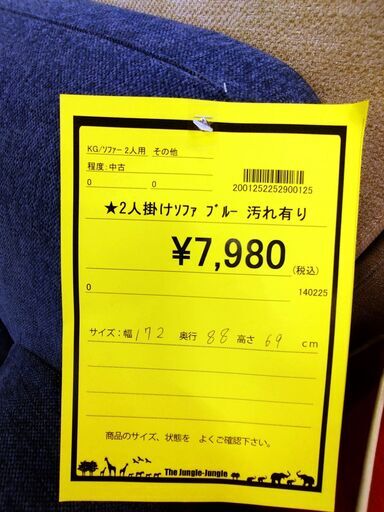 KG/ソファー 2人用 その他
程度:中古
0 0
2001252252900125
★2人掛けソファ ブルー 汚れ有り
¥7,980(税込)
0 140225
サイズ:幅 172 奥行 88 高さ 69 cm
商品のサイズ、状態を よくご確認下さい。
The Jungle-Jungle